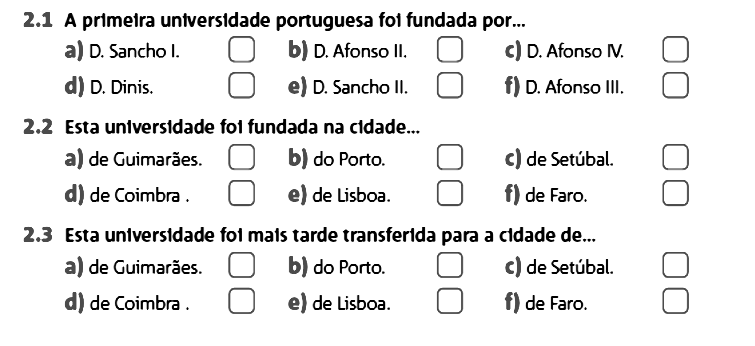 2.1 A primeira universidade portuguesa foi fundada por...
a) D. Sancho I. b) D. Afonso II. c) D. Afonso IV.
d) D. Dinis. e) D. Sancho II. f) D. Afonso III.
2.2 Esta universidade foi fundada na cidade...
a) de Guimarães. b) do Porto. c) de Setúbal.
d) de Coimbra . e) de Lisboa. f) de Faro.
2.3 Esta universidade foi mais tarde transferida para a cidade de...
a) de Guimarães. b) do Porto. c) de Setúbal.
d) de Coimbra . e) de Lisboa. f) de Faro.